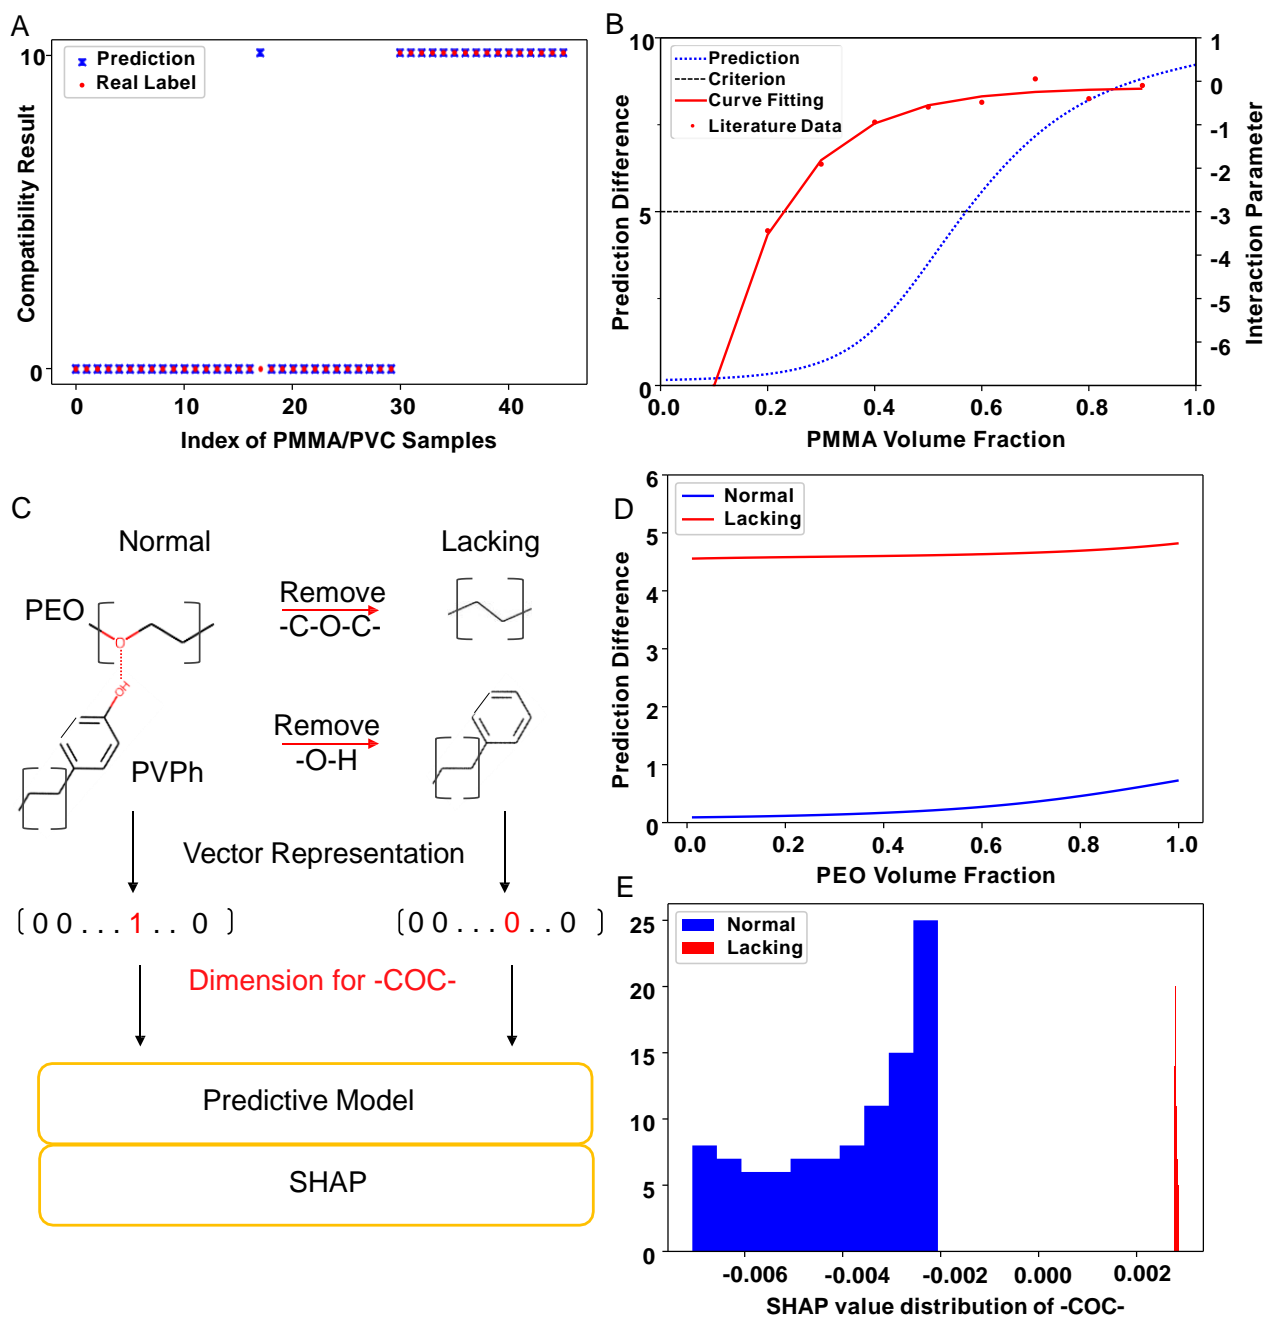 A
10
Prediction
Real Label
Compatibility Result
0
0
10
20
30
40
Index of PMMA/PVC Samples
B
10
5
0
Prediction
Criterion
Curve Fitting
Literature Data
Prediction Difference
1
0
-1
-2
-3
-4
-5
-6
Interaction Parameter
0.0
0.2
0.4
0.6
0.8
1.0
PMMA Volume Fraction
C
Normal
Lacking
PEO
O
OH
PVPh
Remove
-C-O-C-
Remove
-O-H
Vector Representation
[ 0 0 . . . 1 . . 0 ]
[ 0 0 . . . 0 . . 0 ]
Dimension for -COC-
Predictive Model
SHAP
D
6
5
4
3
2
1
0
Normal
Lacking
Prediction Difference
0.0
0.2
0.4
0.6
0.8
1.0
PEO Volume Fraction
E
25
20
15
10
5
0
Normal
Lacking
-0.006
-0.004
-0.002
0.000
0.002
SHAP value distribution of -COC-